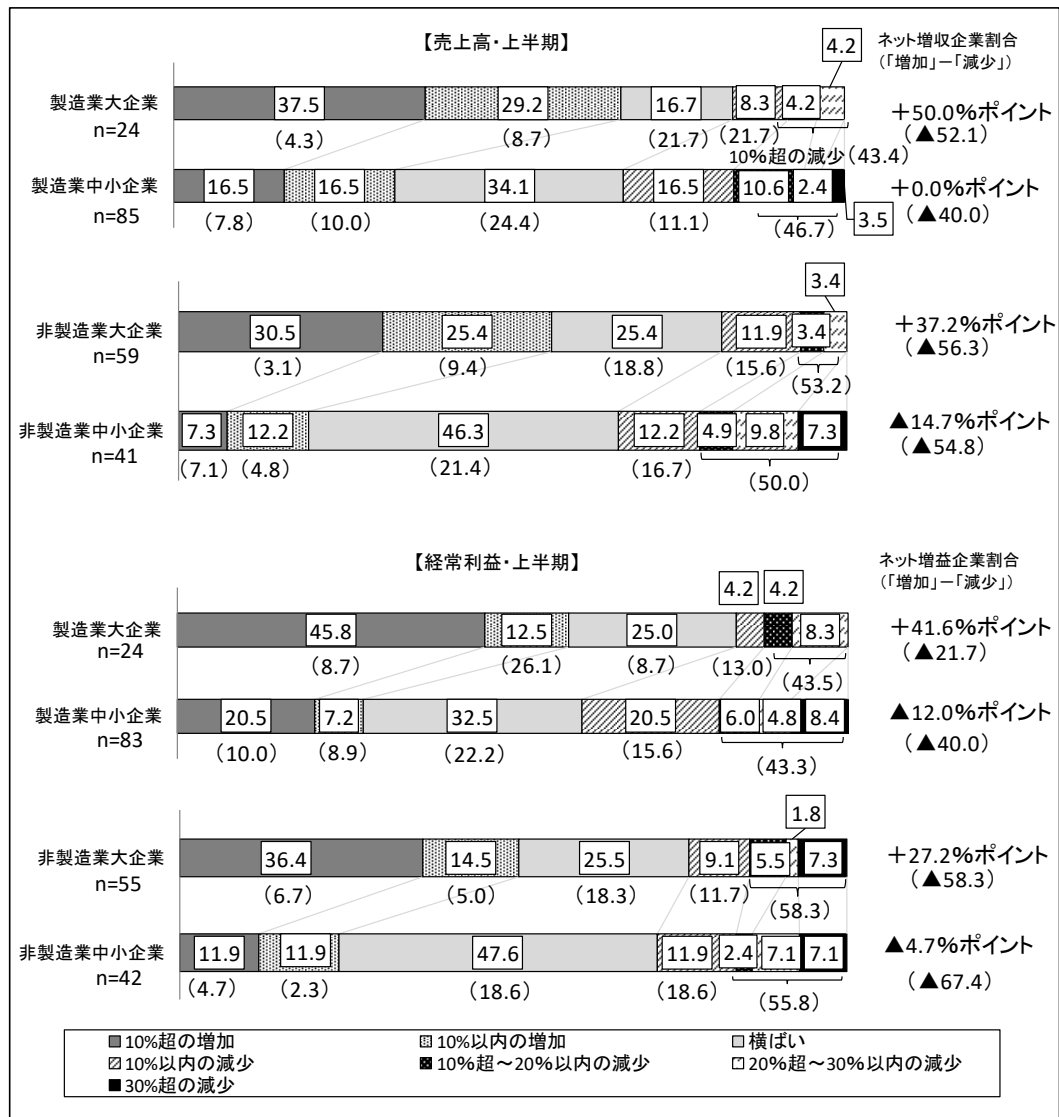 【売上高・上半期】
ネット増収企業割合
(「増加」－「減少」)
4.2
製造業大企業
n=24
37.5 29.2 16.7 8.3 4.2
＋50.0%ポイント
(4.3) (8.7) (21.7) (21.7) (43.4)
（▲52.1）
10%超の減少
製造業中小企業
n=85
16.5 16.5 34.1 16.5 10.6 2.4
＋0.0%ポイント
3.5
(7.8) (10.0) (24.4) (11.1) (46.7)
（▲40.0）
3.4
非製造業大企業
n=59
30.5 25.4 25.4 11.9 3.4
＋37.2%ポイント
(3.1) (9.4) (18.8) (15.6) (53.2)
（▲56.3）
非製造業中小企業
n=41
7.3 12.2 46.3 12.2 4.9 9.8 7.3
▲14.7%ポイント
(7.1) (4.8) (21.4) (16.7) (50.0)
（▲54.8）
【経常利益・上半期】
ネット増益企業割合
(「増加」－「減少」)
4.2 4.2
製造業大企業
n=24
45.8 12.5 25.0 8.3
＋41.6%ポイント
(8.7) (26.1) (8.7) (13.0) (43.5)
（▲21.7）
製造業中小企業
n=83
20.5 7.2 32.5 20.5 6.0 4.8 8.4
▲12.0%ポイント
(10.0) (8.9) (22.2) (15.6) (43.3)
（▲40.0）
1.8
非製造業大企業
n=55
36.4 14.5 25.5 9.1 5.5 7.3
＋27.2%ポイント
(6.7) (5.0) (18.3) (11.7) (58.3)
（▲58.3）
非製造業中小企業
n=42
11.9 11.9 47.6 11.9 2.4 7.1 7.1
▲4.7%ポイント
(4.7) (2.3) (18.6) (18.6) (55.8)
（▲67.4）
10%超の増加 10%以内の増加 横ばい
10%以内の減少 10%超～20%以内の減少 20%超～30%以内の減少
30%超の減少